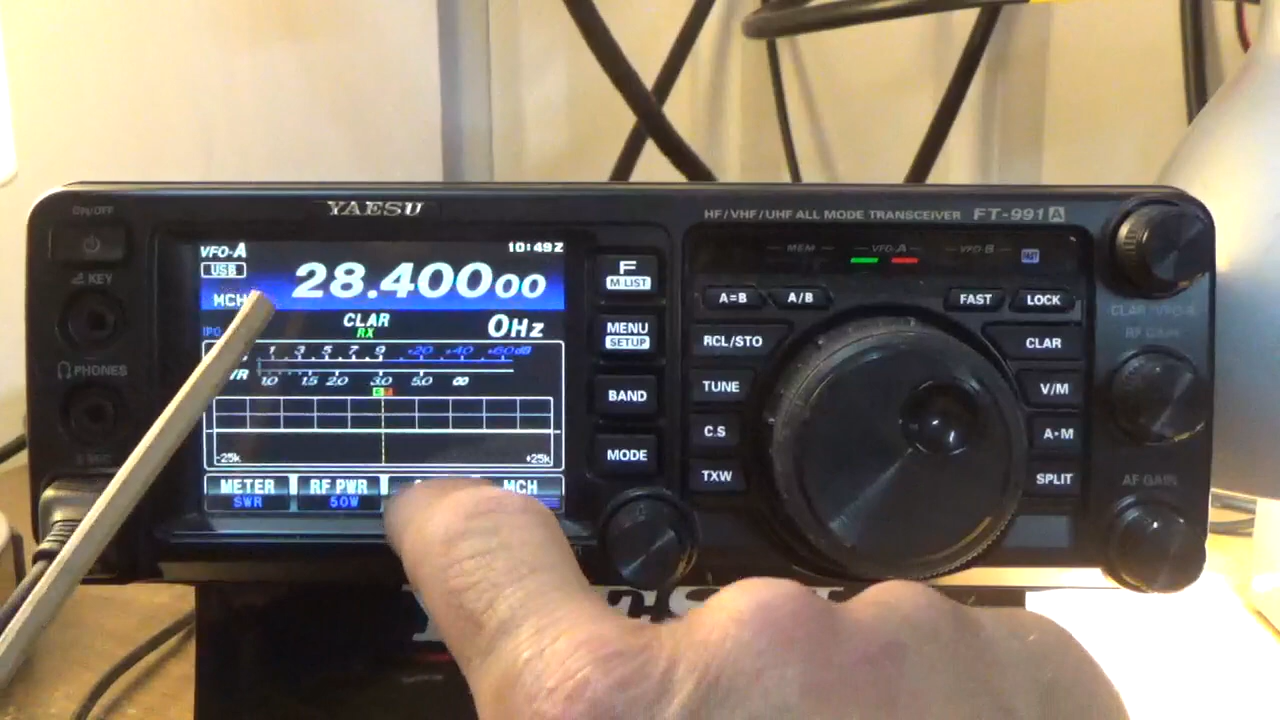 YAESU
HF/VHF/UHF ALL MODE TRANSCEIVER FT-991A
ON/OFF
KEY
PHONES
VFO-A
10:49Z
USB
28.40000
MCH
IPO
CLAR
RX
0Hz
1 3 5 7 9 +20 +40 +60dB
1.0 1.5 2.0 3.0 5.0 ∞
-25k
+25k
METER
SWR
RF PWR
50W
MCH
F
M-LIST
MENU
SETUP
BAND
MODE
MEM
VFO-A
VFO-B
FAST
A=B
A/B
FAST
LOCK
RCL/STO
CLAR
TUNE
V/M
C.S
A▸M
TXW
SPLIT
CLAR/VFO-B
RF GAIN
AF GAIN